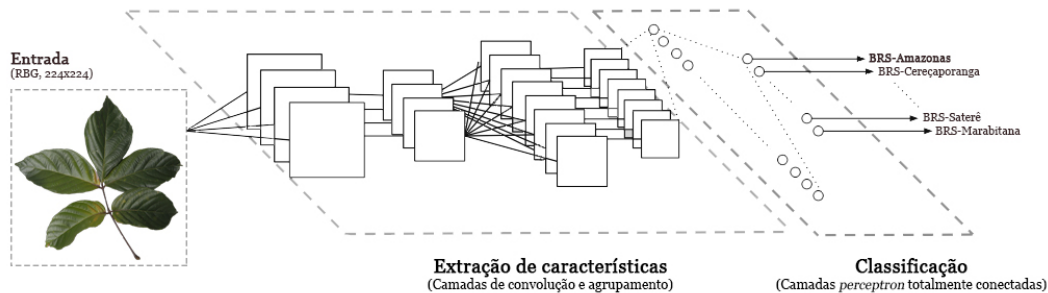 Entrada
(RBG, 224x224)
BRS-Amazonas
BRS-Cereçaporanga
BRS-Saterê
BRS-Marabitana
Extração de características
(Camadas de convolução e agrupamento)
Classificação
(Camadas perceptron totalmente conectadas)